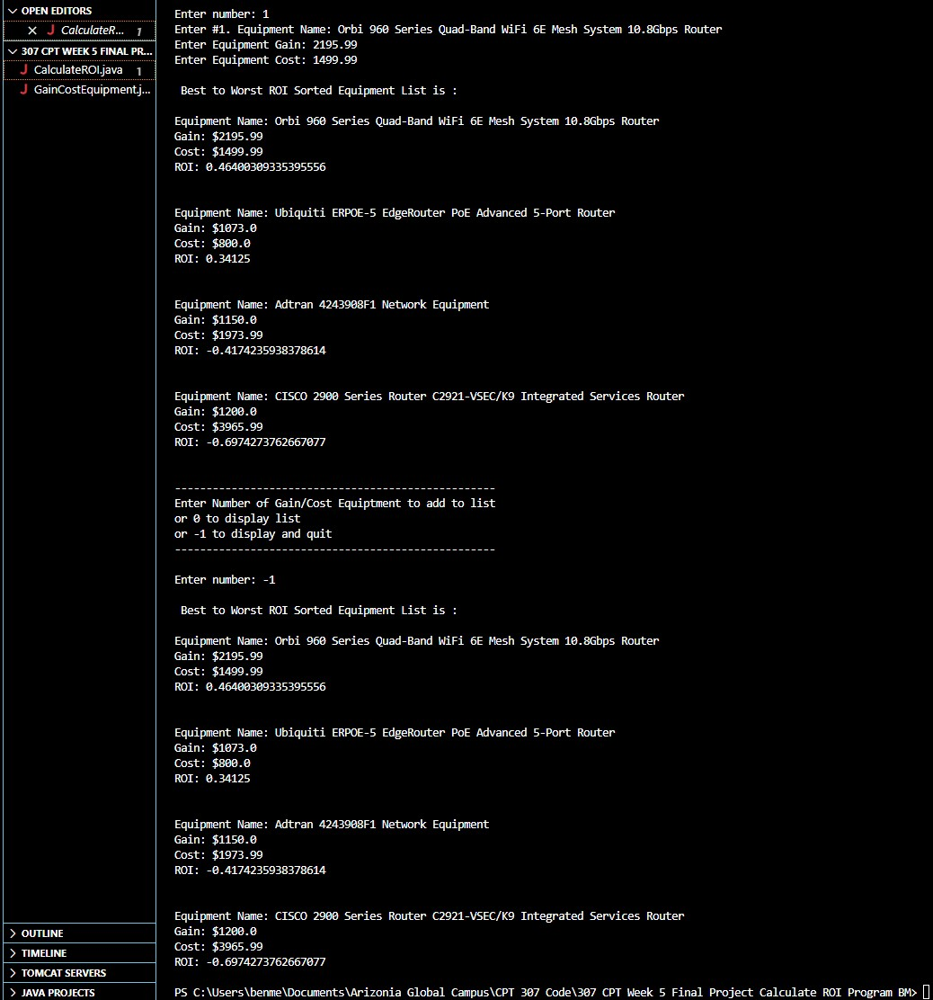 OPEN EDITORS
CalculateR... 1
307 CPT WEEK 5 FINAL PR...
CalculateROI.java 1
GainCostEquipment.j...
OUTLINE
TIMELINE
TOMCAT SERVERS
JAVA PROJECTS
Enter number: 1
Enter #1. Equipment Name: Orbi 960 Series Quad-Band WiFi 6E Mesh System 10.8Gbps Router
Enter Equipment Gain: 2195.99
Enter Equipment Cost: 1499.99
Best to Worst ROI Sorted Equipment List is :
Equipment Name: Orbi 960 Series Quad-Band WiFi 6E Mesh System 10.8Gbps Router
Gain: $2195.99
Cost: $1499.99
ROI: 0.46400309335395556
Equipment Name: Ubiquiti ERPOE-5 EdgeRouter PoE Advanced 5-Port Router
Gain: $1073.0
Cost: $800.0
ROI: 0.34125
Equipment Name: Adtran 4243908F1 Network Equipment
Gain: $1150.0
Cost: $1973.99
ROI: -0.4174235938378614
Equipment Name: CISCO 2900 Series Router C2921-VSEC/K9 Integrated Services Router
Gain: $1200.0
Cost: $3965.99
ROI: -0.6974273762667077
---------------------------------------------------
Enter Number of Gain/Cost Equiptment to add to list
or 0 to display list
or -1 to display and quit
---------------------------------------------------
Enter number: -1
Best to Worst ROI Sorted Equipment List is :
Equipment Name: Orbi 960 Series Quad-Band WiFi 6E Mesh System 10.8Gbps Router
Gain: $2195.99
Cost: $1499.99
ROI: 0.46400309335395556
Equipment Name: Ubiquiti ERPOE-5 EdgeRouter PoE Advanced 5-Port Router
Gain: $1073.0
Cost: $800.0
ROI: 0.34125
Equipment Name: Adtran 4243908F1 Network Equipment
Gain: $1150.0
Cost: $1973.99
ROI: -0.4174235938378614
Equipment Name: CISCO 2900 Series Router C2921-VSEC/K9 Integrated Services Router
Gain: $1200.0
Cost: $3965.99
ROI: -0.6974273762667077
PS C:\Users\benme\Documents\Arizonia Global Campus\CPT 307 Code\307 CPT Week 5 Final Project Calculate ROI Program BM>